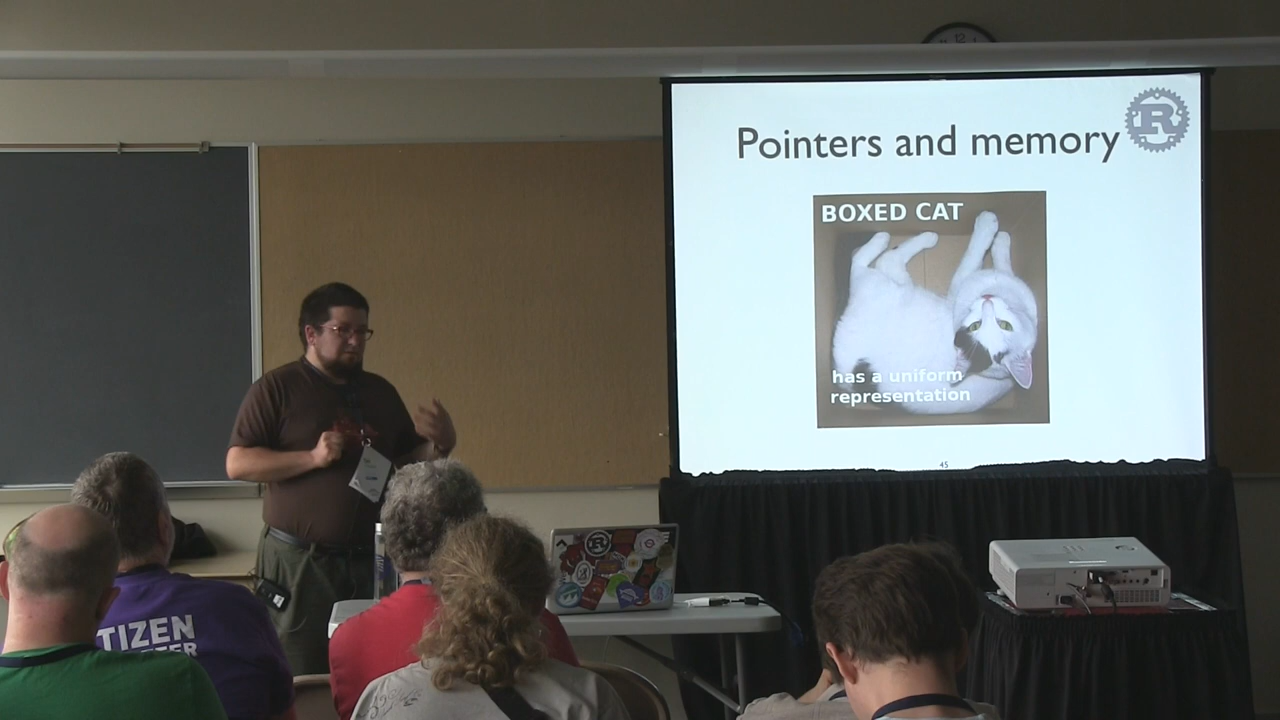 Pointers and memory
R
BOXED CAT
has a uniform
representation
45
TIZEN